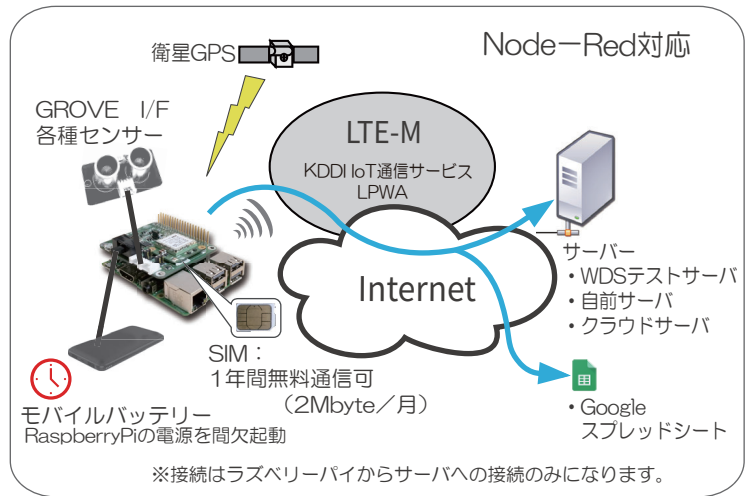 Node－Red対応
衛星GPS
GROVE　I/F
各種センサー
LTE-M
KDDI IoT通信サービス
LPWA
Internet
サーバー
・WDSテストサーバ
・自前サーバ
・クラウドサーバ
SIM：
1年間無料通信可
（2Mbyte／月）
モバイルバッテリー
RaspberryPiの電源を間欠起動
・Google
スプレッドシート
※接続はラズベリーパイからサーバへの接続のみになります。